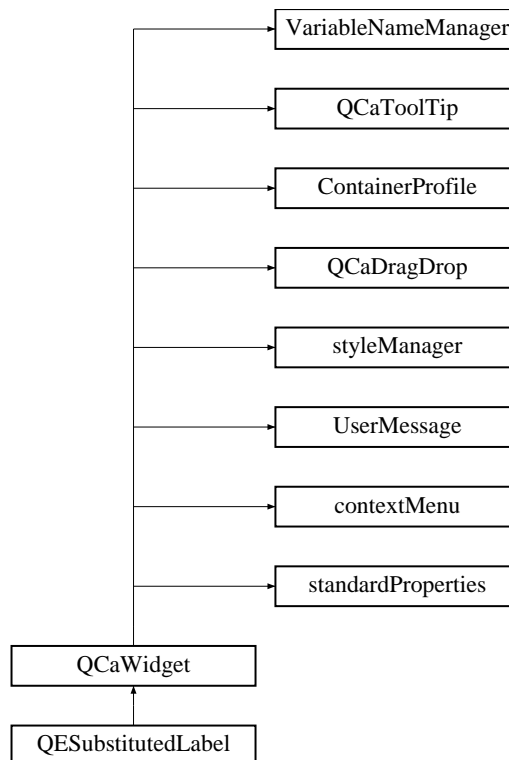 VariableNameManager
QCaToolTip
ContainerProfile
QCaDragDrop
styleManager
UserMessage
contextMenu
standardProperties
QCaWidget
QESubstitutedLabel